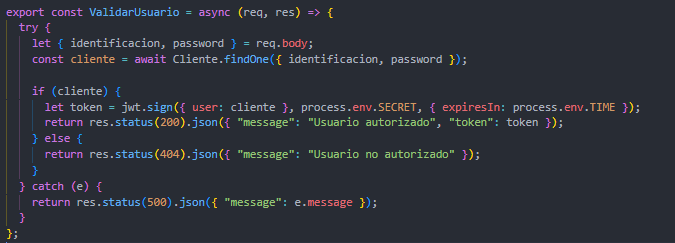 export const ValidarUsuario = async (req, res) => {
  try {
    let { identificacion, password } = req.body;
    const cliente = await Cliente.findOne({ identificacion, password });

    if (cliente) {
      let token = jwt.sign({ user: cliente }, process.env.SECRET, { expiresIn: process.env.TIME });
      return res.status(200).json({ "message": "Usuario autorizado", "token": token });
    } else {
      return res.status(404).json({ "message": "Usuario no autorizado" });
    }
  } catch (e) {
    return res.status(500).json({ "message": e.message });
  }
};